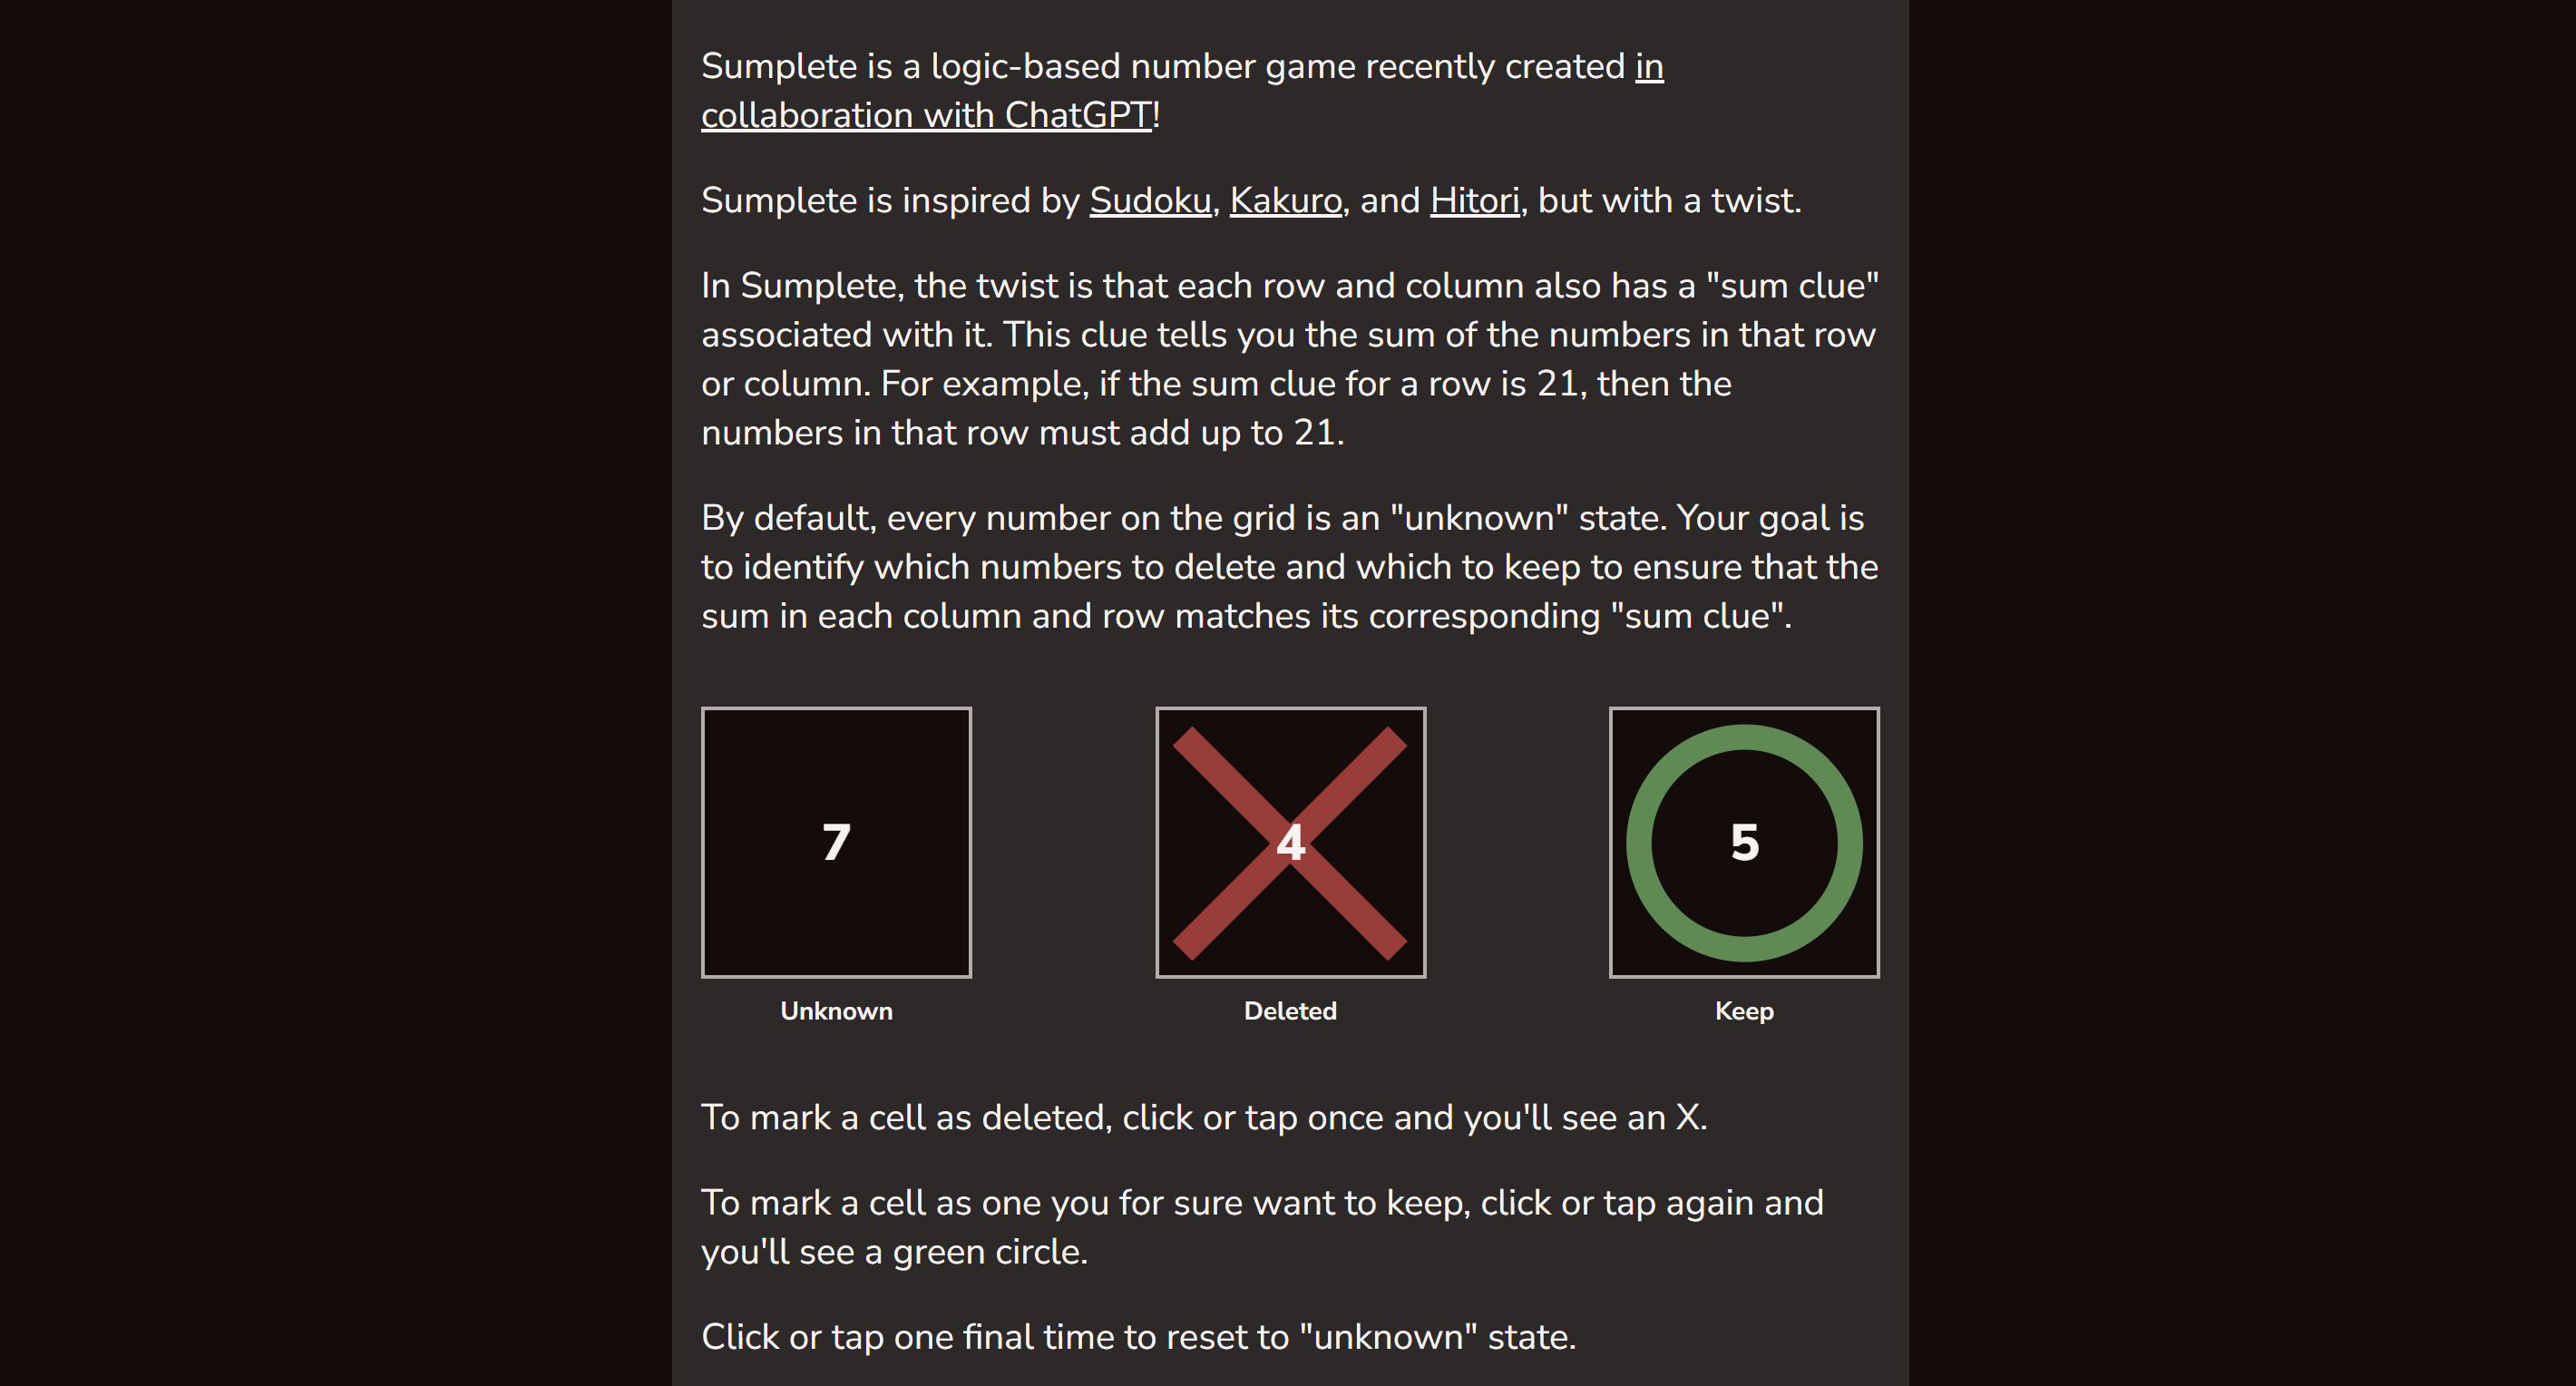 Sumplete is a logic-based number game recently created in
collaboration with ChatGPT!
Sumplete is inspired by Sudoku, Kakuro, and Hitori, but with a twist.
In Sumplete, the twist is that each row and column also has a "sum clue"
associated with it. This clue tells you the sum of the numbers in that row
or column. For example, if the sum clue for a row is 21, then the
numbers in that row must add up to 21.
By default, every number on the grid is an "unknown" state. Your goal is
to identify which numbers to delete and which to keep to ensure that the
sum in each column and row matches its corresponding "sum clue".
7 4 5
Unknown Deleted Keep
To mark a cell as deleted, click or tap once and you'll see an X.
To mark a cell as one you for sure want to keep, click or tap again and
you'll see a green circle.
Click or tap one final time to reset to "unknown" state.